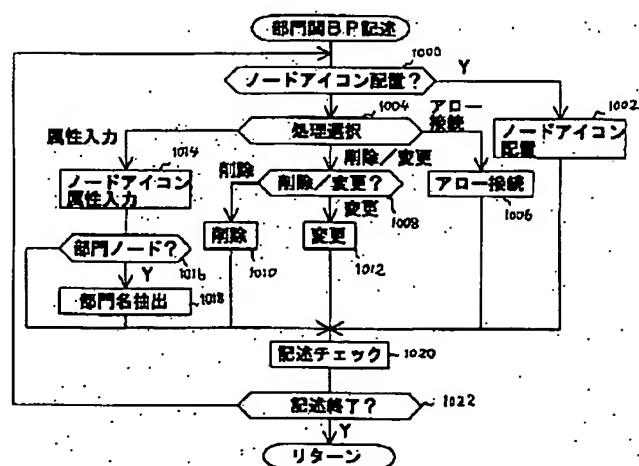 部門間B.P.記述
1000
ノードアイコン配置?
Y
1002
1004
アロー
接続
処理選択
ノードアイコン
配置
属性入力
1014
削除/変更
削除
ノードアイコン
属性入力
削除/変更?
1008
アロー接続
1006
変更
部門ノード?
1016
削除
1010
変更
1012
Y
部門名抽出
1018
記述チェック
1020
記述終了?
1022
Y
リターン